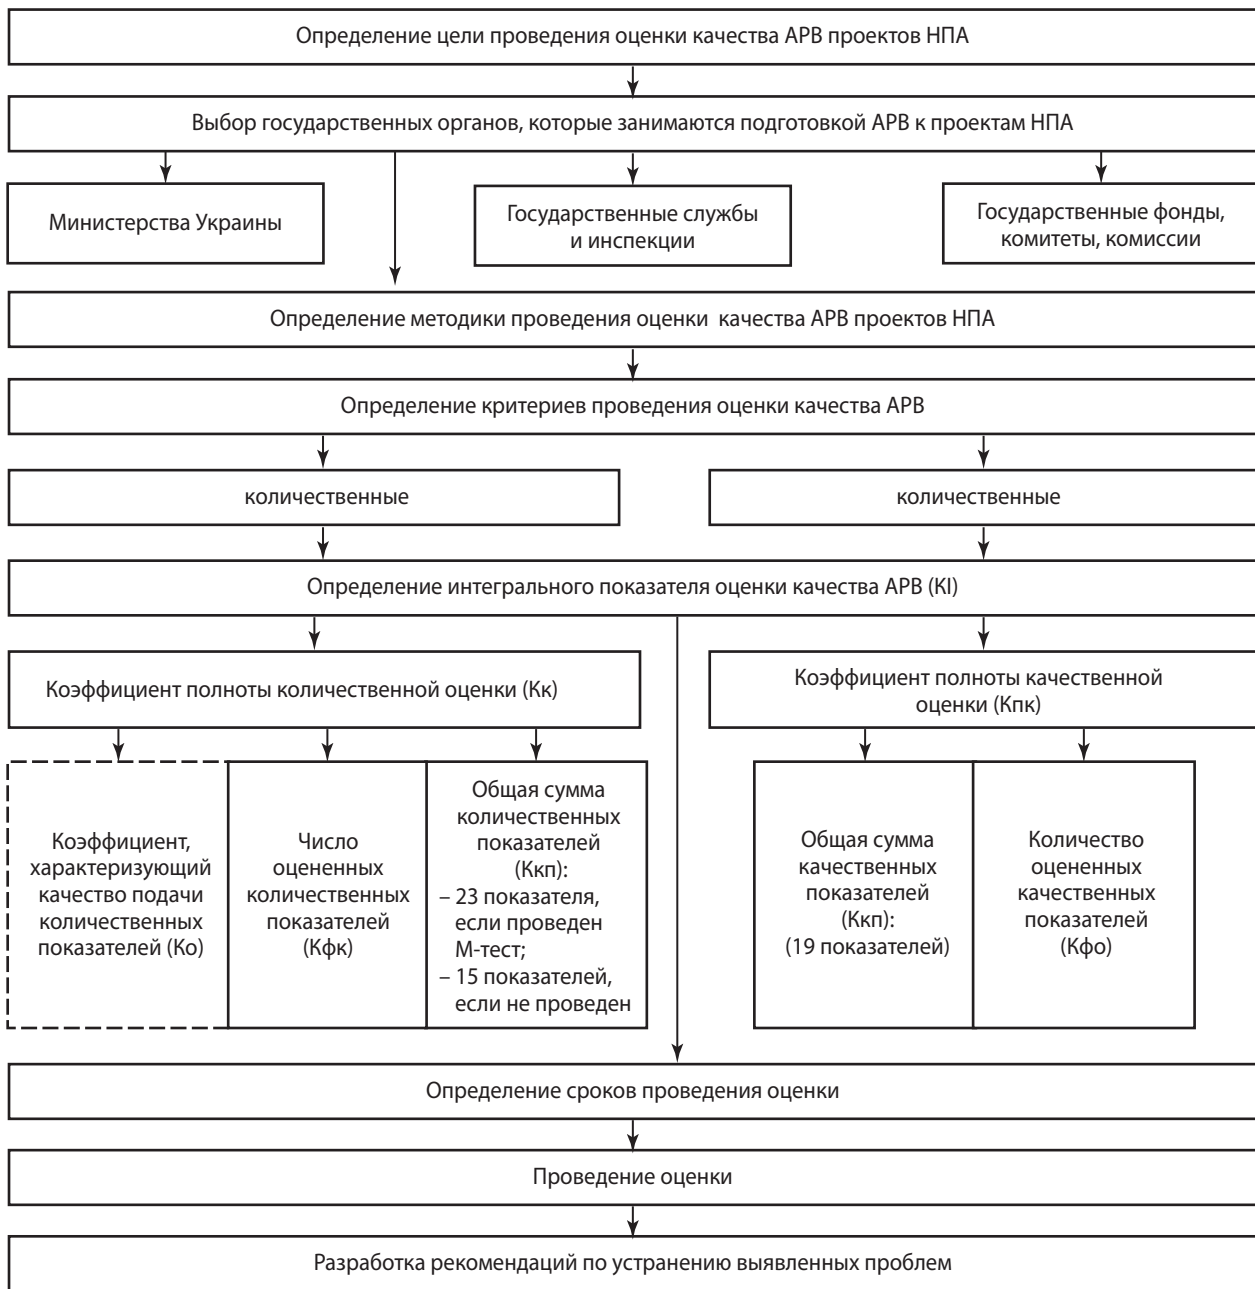 Определение цели проведения оценки качества АРВ проектов НПА
Выбор государственных органов, которые занимаются подготовкой АРВ к проектам НПА
Министерства Украины
Государственные службы
и инспекции
Государственные фонды,
комитеты, комиссии
Определение методики проведения оценки качества АРВ проектов НПА
Определение критериев проведения оценки качества АРВ
количественные
количественные
Определение интегрального показателя оценки качества АРВ (KI)
Коэффициент полноты количественной оценки (Кк)
Коэффициент полноты качественной
оценки (Кпк)
Коэффициент,
характеризующий
качество подачи
количественных
показателей (Ко)
Число
оцененных
количественных
показателей
(Кфк)
Общая сумма
количественных
показателей
(Ккп):
– 23 показателя,
если проведен
М-тест;
– 15 показателей,
если не проведен
Общая сумма
качественных
показателей
(Ккп):
(19 показателей)
Количество
оцененных
качественных
показателей
(Кфо)
Определение сроков проведения оценки
Проведение оценки
Разработка рекомендаций по устранению выявленных проблем